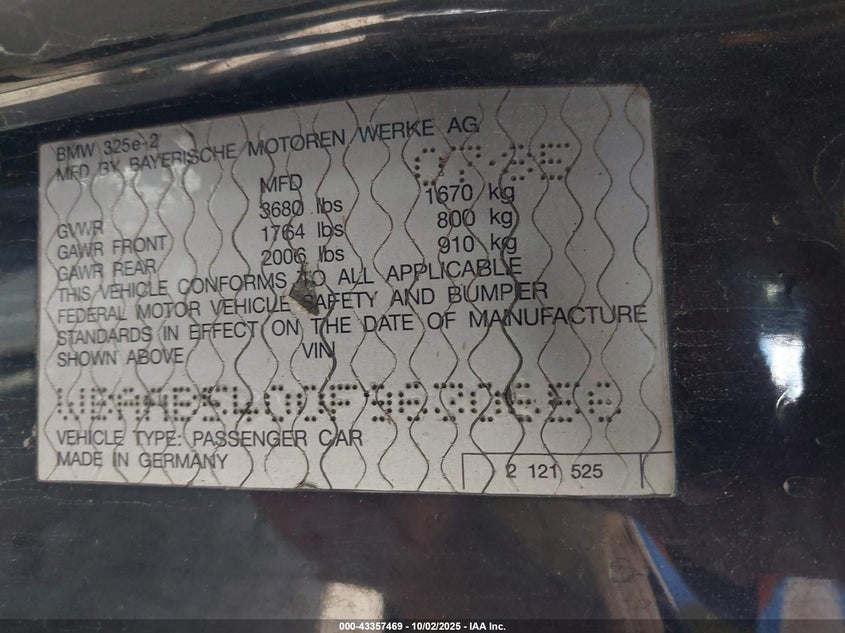 BMW 325e-2
MFD BY BAYERISCHE MOTOREN WERKE AG
MFD 07/85
GVWR 3680 lbs 1670 kg
GAWR FRONT 1764 lbs 800 kg
GAWR REAR 2006 lbs 910 kg
THIS VEHICLE CONFORMS TO ALL APPLICABLE
FEDERAL MOTOR VEHICLE SAFETY AND BUMPER
STANDARDS IN EFFECT ON THE DATE OF MANUFACTURE
SHOWN ABOVE VIN
VEHICLE TYPE: PASSENGER CAR
MADE IN GERMANY
2 121 525
000-43357469 - 10/02/2025 - IAA Inc.